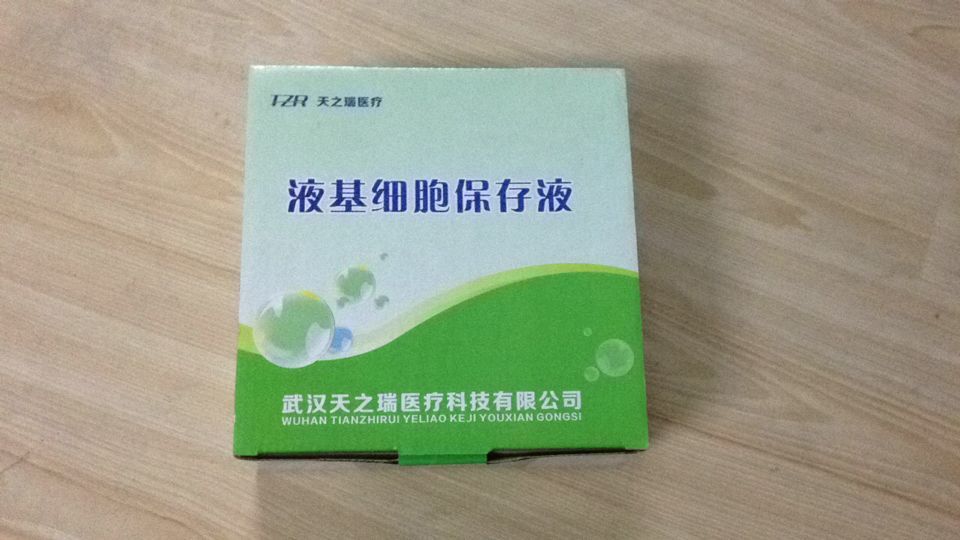 TZR 天之瑞医疗
液基细胞保存液
武汉天之瑞医疗科技有限公司
WUHAN TIANZHIRUI YELIAO KEJI YOUXIAN GONGSI